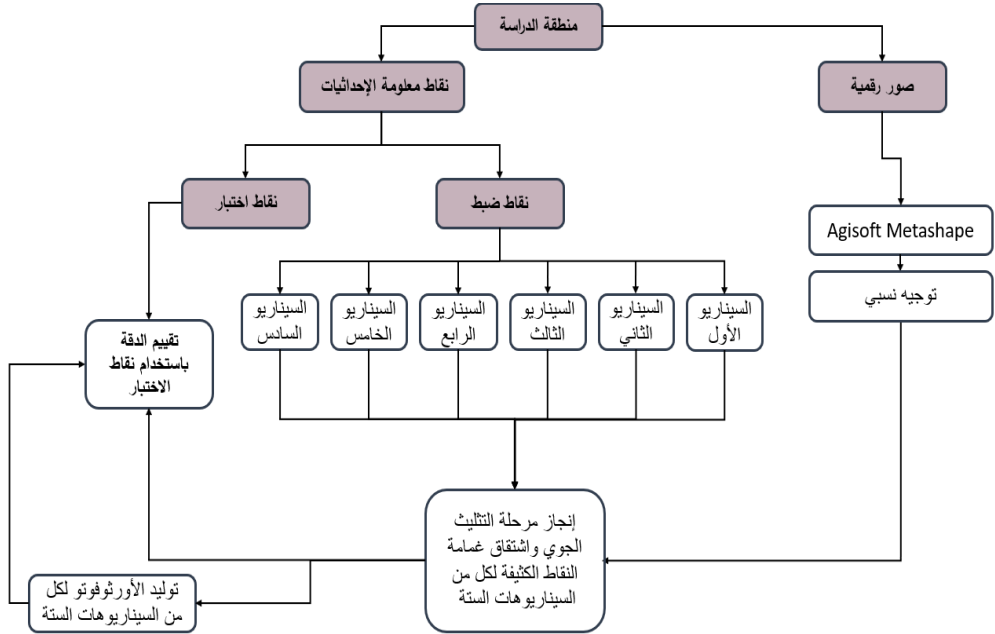 منطقة الدراسة
نقاط معلومة الإحداثيات
صور رقمية
نقاط اختبار
نقاط ضبط
Agisoft Metashape
توجيه نسبي
السيناريو
الأول
السيناريو
الثاني
السيناريو
الثالث
السيناريو
الرابع
السيناريو
الخامس
السيناريو
السادس
تقييم الدقة
باستخدام نقاط
الاختبار
إنجاز مرحلة التثليث
الجوي واشتقاق غمامة
النقاط الكثيفة لكل من
السيناريوهات الستة
توليد الأورثوفوتو لكل
من السيناريوهات الستة